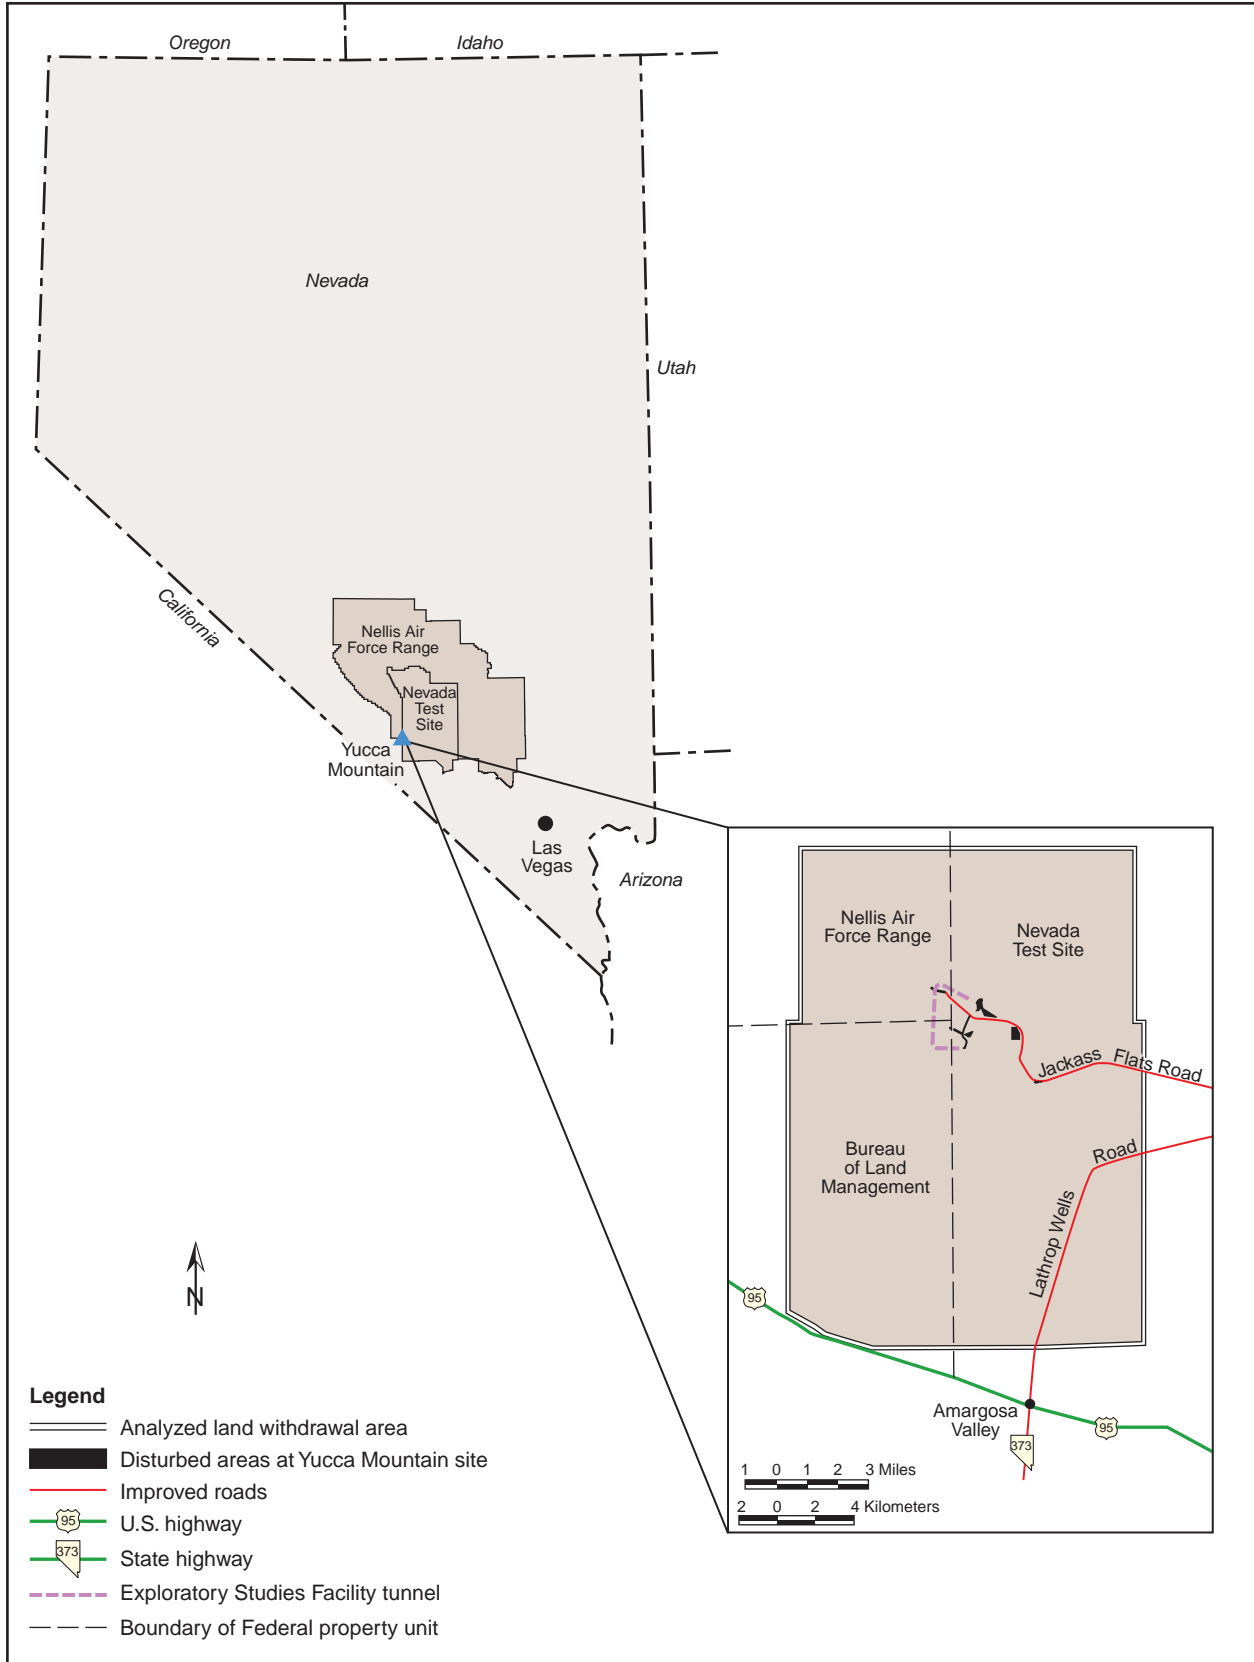 Oregon
Idaho
Nevada
Utah
California
Nellis Air
Force Range
Nevada
Test
Site
Yucca
Mountain
Las
Vegas
Arizona
Nellis Air
Force Range
Nevada
Test Site
Jackass Flats Road
Bureau
of Land
Management
Lathrop Wells Road
95
Amargosa
Valley
95
373
1 0 1 2 3 Miles
2 0 2 4 Kilometers
N
Legend
Analyzed land withdrawal area
Disturbed areas at Yucca Mountain site
Improved roads
95 U.S. highway
373 State highway
Exploratory Studies Facility tunnel
Boundary of Federal property unit